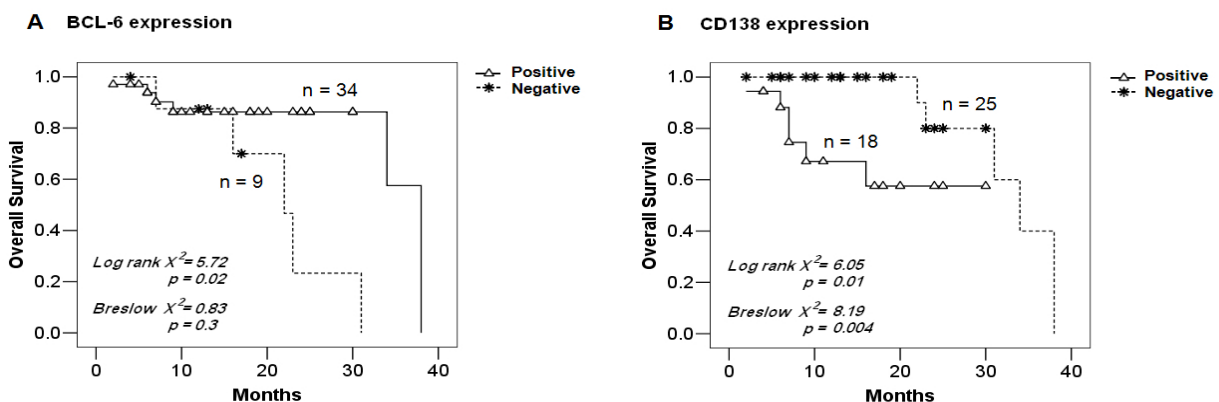 A BCL-6 expression
Overall Survival
1.0
0.8
0.6
0.4
0.2
0.0
n = 34
n = 9
Log rank X²= 5.72
p = 0.02
Breslow X²= 0.83
p = 0.3
0 10 20 30 40
Months
Positive
Negative
B CD138 expression
Overall Survival
1.0
0.8
0.6
0.4
0.2
0.0
n = 25
n = 18
Log rank X²= 6.05
p = 0.01
Breslow X²= 8.19
p = 0.004
0 10 20 30 40
Months
Positive
Negative